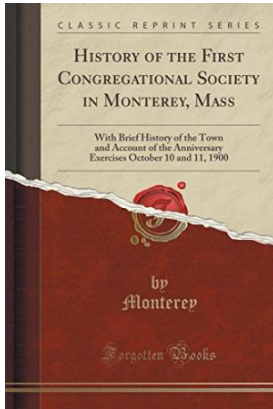 CLASSIC REPRINT SERIES
HISTORY OF THE FIRST
CONGREGATIONAL SOCIETY
IN MONTEREY, MASS
With Brief History of the Town
and Account of the Anniversary
Exercises October 10 and 11, 1900
by
Monterey
Forgotten Books